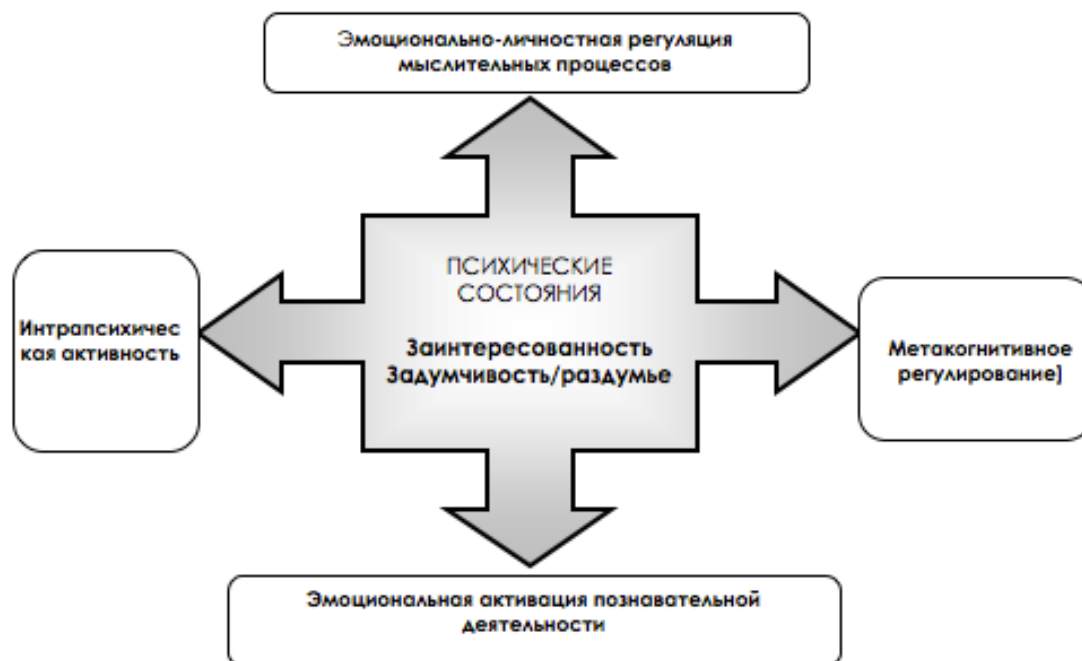 Эмоционально-личностная регуляция
мыслительных процессов
ПСИХИЧЕСКИЕ
СОСТОЯНИЯ
Заинтересованность
Задумчивость/раздумье
Интрапсихичес
кая активность
Метакогнитивное
регулирование)
Эмоциональная активация познавательной
деятельности